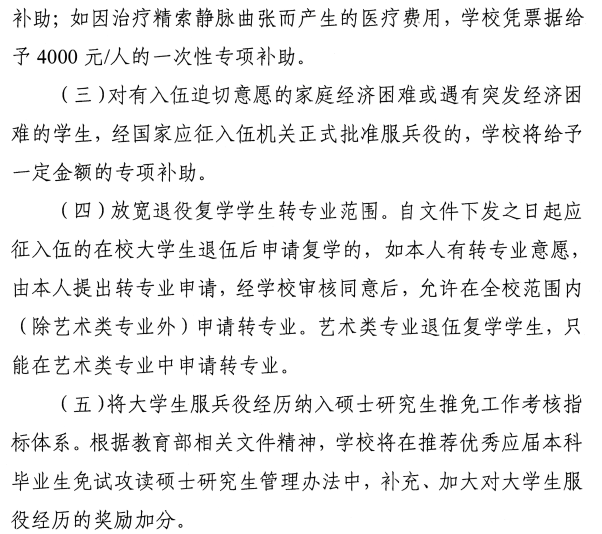 补助；如因治疗精索静脉曲张而产生的医疗费用，学校凭票据给
予 4000 元/人的一次性专项补助。
（三）对有入伍迫切意愿的家庭经济困难或遇有突发经济困
难的学生，经国家应征入伍机关正式批准服兵役的，学校将给予
一定金额的专项补助。
（四）放宽退役复学学生转专业范围。自文件下发之日起应
征入伍的在校大学生退伍后申请复学的，如本人有转专业意愿，
由本人提出转专业申请，经学校审核同意后，允许在全校范围内
（除艺术类专业外）申请转专业。艺术类专业退伍复学学生，只
能在艺术类专业中申请转专业。
（五）将大学生服兵役经历纳入硕士研究生推免工作考核指
标体系。根据教育部相关文件精神，学校将在推荐优秀应届本科
毕业生免试攻读硕士研究生管理办法中，补充、加大对大学生服
役经历的奖励加分。